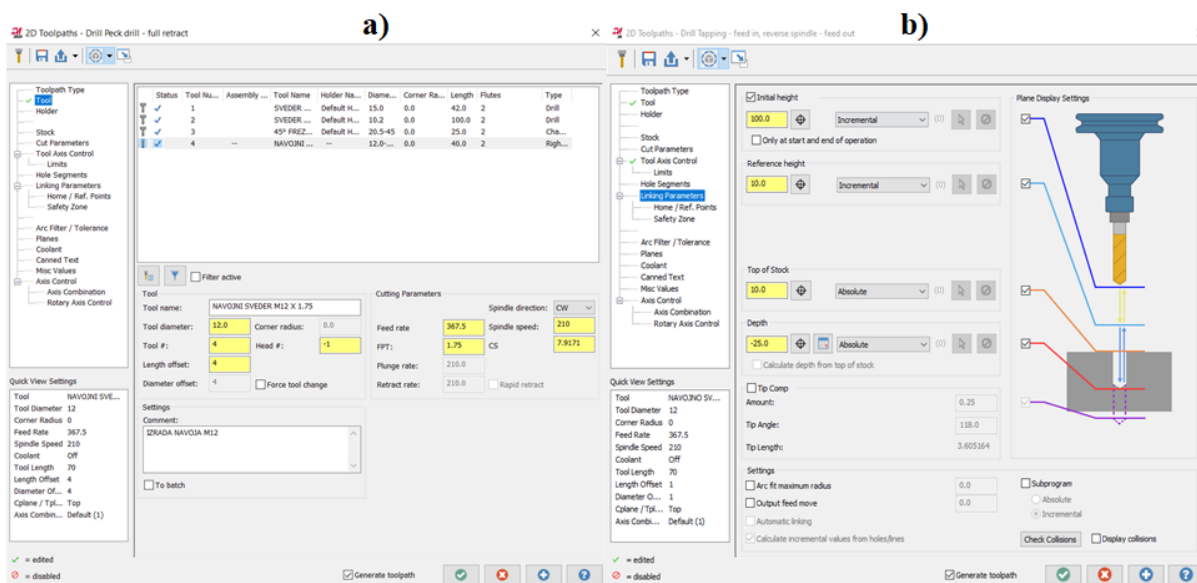 a)
2D Toolpaths - Drill Peck drill - full retract
Toolpath Type
Tool
Holder
Stock
Cut Parameters
Tool Axis Control
Limits
Hole Segments
Linking Parameters
Home / Ref. Points
Safety Zone
Arc Filter / Tolerance
Planes
Coolant
Canned Text
Misc Values
Axis Control
Axis Combination
Rotary Axis Control
Status Tool Nu... Assembly ... Tool Name Holder Na... Diame... Corner Ra... Length Flutes Type
1 SVEDER ... Default H... 15.0 0.0 42.0 2 Drill
2 SVEDER ... Default H... 10.2 0.0 100.0 2 Drill
3 45° FREZ... Default H... 20.5-45 0.0 25.0 2 Cha...
4 -- NAVOJNI ... -- 12.0-... 0.0 40.0 2 Righ...
Filter active
Tool
Tool name: NAVOJNI SVEDER M12 X 1.75
Tool diameter: 12.0 Corner radius: 0.0
Tool #: 4 Head #: -1
Length offset: 4
Diameter offset: 4 Force tool change
Cutting Parameters
Spindle direction: CW
Feed rate 367.5 Spindle speed: 210
FPT: 1.75 CS 7.9171
Plunge rate: 210.0
Retract rate: 210.0 Rapid retract
Settings
Comment:
IZRADA NAVOJA M12
To batch
Quick View Settings
Tool NAVOJNI SVE...
Tool Diameter 12
Corner Radius 0
Feed Rate 367.5
Spindle Speed 210
Coolant Off
Tool Length 70
Length Offset 4
Diameter Of... 4
Cplane / Tpl... Top
Axis Combin... Default (1)
= edited
= disabled
Generate toolpath
b)
2D Toolpaths - Drill Tapping - feed in, reverse spindle - feed out
Toolpath Type
Tool
Holder
Stock
Cut Parameters
Tool Axis Control
Limits
Hole Segments
Linking Parameters
Home / Ref. Points
Safety Zone
Arc Filter / Tolerance
Planes
Coolant
Canned Text
Misc Values
Axis Control
Axis Combination
Rotary Axis Control
Initial height
100.0 Incremental (0)
Only at start and end of operation
Reference height
10.0 Incremental (0)
Top of Stock
10.0 Absolute (0)
Depth
-25.0 Absolute (0)
Calculate depth from top of stock
Tip Comp
Amount: 0.25
Tip Angle: 118.0
Tip Length: 3.605164
Settings
Arc fit maximum radius 0.0
Output feed move 0.0
Automatic linking
Calculate incremental values from holes/lines
Plane Display Settings
Subprogram
Absolute
Incremental
Check Collisions Display collisions
Quick View Settings
Tool NAVOJNO SV...
Tool Diameter 12
Corner Radius 0
Feed Rate 367.5
Spindle Speed 210
Coolant Off
Tool Length 70
Length Offset 1
Diameter O... 1
Cplane / Tpl... Top
Axis Combi... Default (1)
= edited
= disabled
Generate toolpath